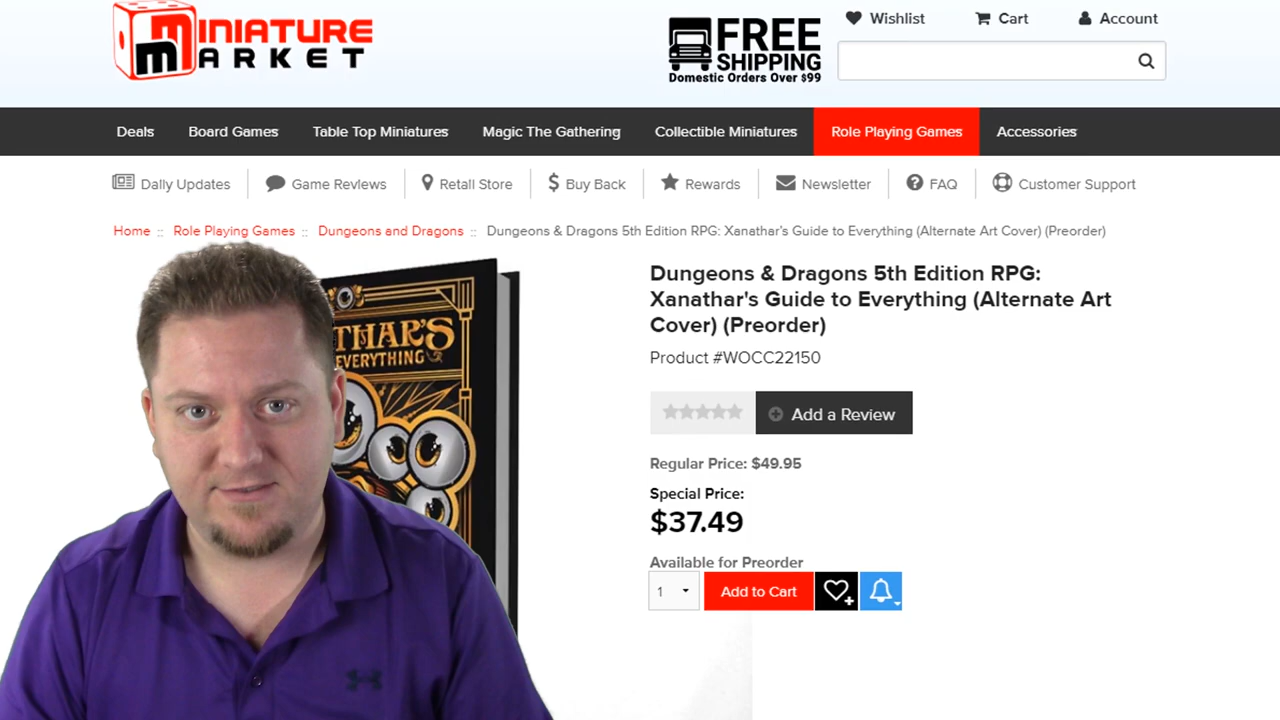 MINIATURE
MARKET
FREE
SHIPPING
Domestic Orders Over $99
Wishlist
Cart
Account
Deals
Board Games
Table Top Miniatures
Magic The Gathering
Collectible Miniatures
Role Playing Games
Accessories
Daily Updates
Game Reviews
Retail Store
Buy Back
Rewards
Newsletter
FAQ
Customer Support
Home :: Role Playing Games :: Dungeons and Dragons :: Dungeons & Dragons 5th Edition RPG: Xanathar's Guide to Everything (Alternate Art Cover) (Preorder)
THAR'S
EVERYTHING
Dungeons & Dragons 5th Edition RPG:
Xanathar's Guide to Everything (Alternate Art
Cover) (Preorder)
Product #WOCC22150
Add a Review
Regular Price: $49.95
Special Price:
$37.49
Available for Preorder
1
Add to Cart